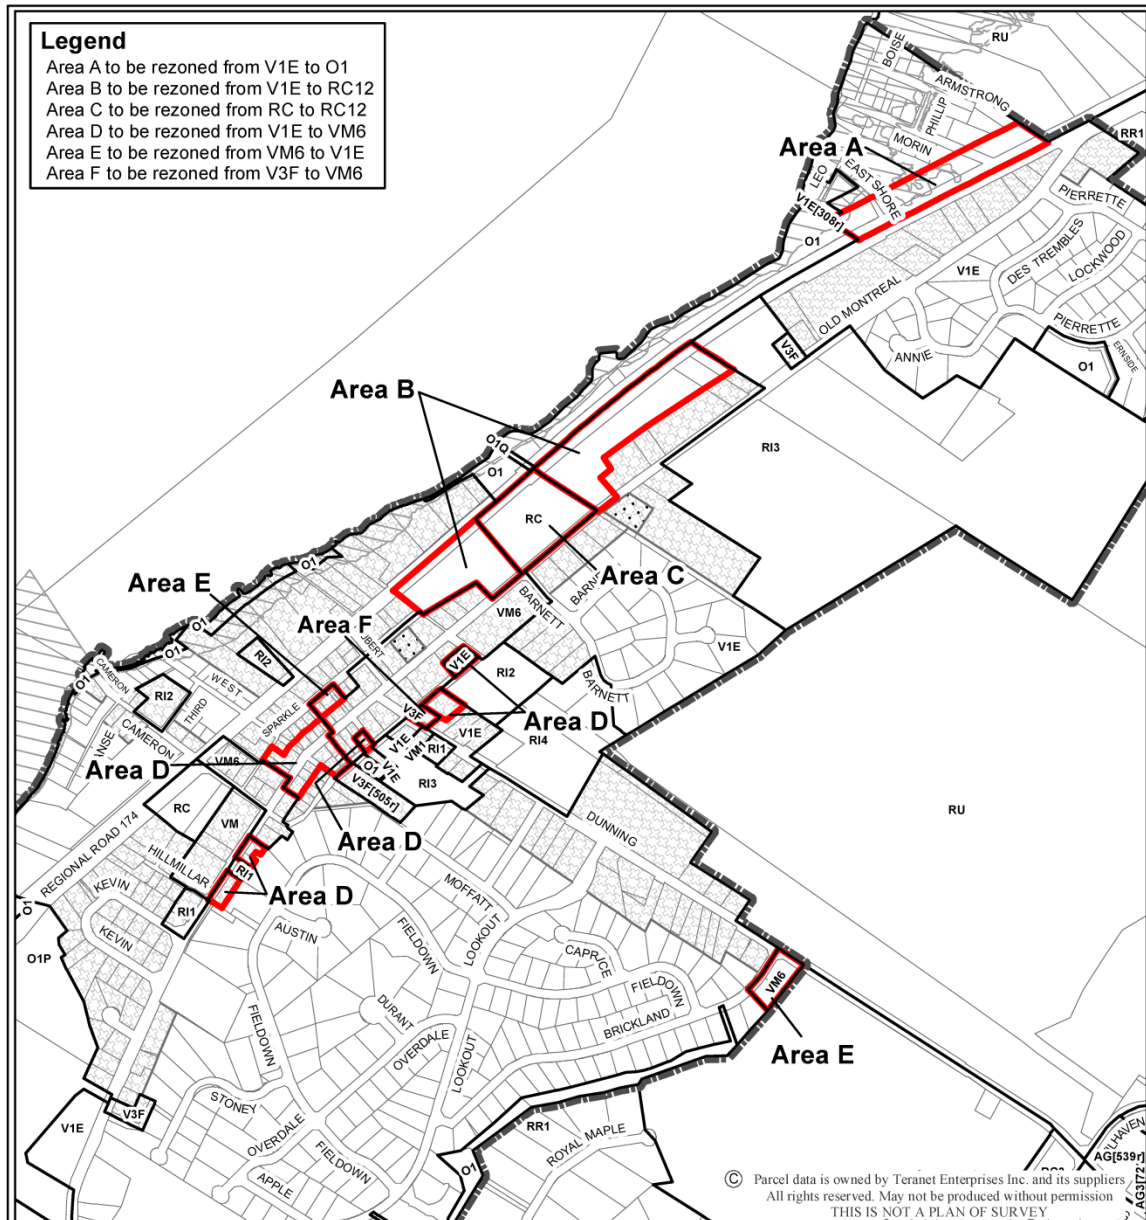 Legend
Area A to be rezoned from V1E to O1
Area B to be rezoned from V1E to RC12
Area C to be rezoned from RC to RC12
Area D to be rezoned from V1E to VM6
Area E to be rezoned from VM6 to V1E
Area F to be rezoned from V3F to VM6
RU
BOISE
ARMSTRONG
PHILLIP
MORIN
RR1
Area A
LEO
EAST SHORE
PIERRETTE
V1E[308r]
O1
DES TREMBLES
LOCKWOOD
V1E
OLD MONTREAL
PIERRETTE
V3F
ANNIE
O1
Area B
O1Q
O1
RI3
RC
Area E
Area C
O1
BARNETT
VM6
Area F
O1
O1
RI2
V1E
V1E
CAMERON
O1
RI2
RI2
BARNETT
WEST
THIRD
SPARKLE
V3F
Area D
CAMERON
V1E
V1E
RI4
VM6
Area D
O1
V1E
RI1
RI3
V3F[505r]
RU
RC
VM
Area D
DUNNING
REGIONAL ROAD 174
HILLMILLAR
RI1
Area D
MOFFATT
KEVIN
RI1
O1
KEVIN
AUSTIN
FIELDOWN
LOOKOUT
CAPRICE
O1P
FIELDOWN
VM6
DURANT
BRICKLAND
FIELDOWN
OVERDALE
Area E
LOOKOUT
STONEY
V3F
V1E
OVERDALE
RR1
FIELDOWN
ROYAL MAPLE
O1
APPLE
AG[539r]
© Parcel data is owned by Teranet Enterprises Inc. and its suppliers
All rights reserved. May not be produced without permission
THIS IS NOT A PLAN OF SURVEY